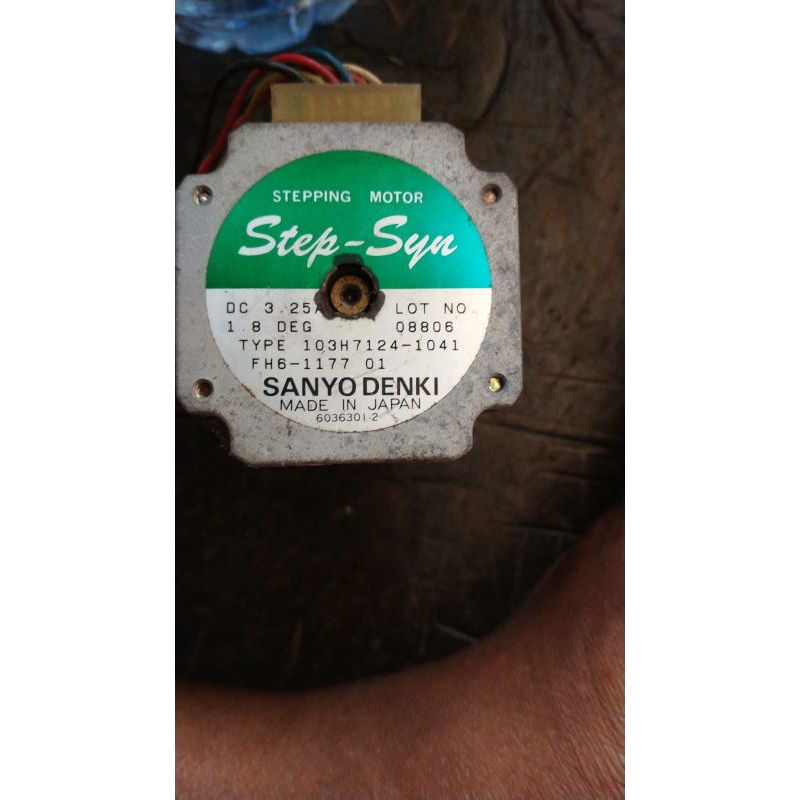 STEPPING MOTOR
Step-Syn
DC 3.25A LOT NO.
1.8 DEG 08806
TYPE 103H7124-1041
FH6-1177 01
SANYO DENKI
MADE IN JAPAN
6036301-2